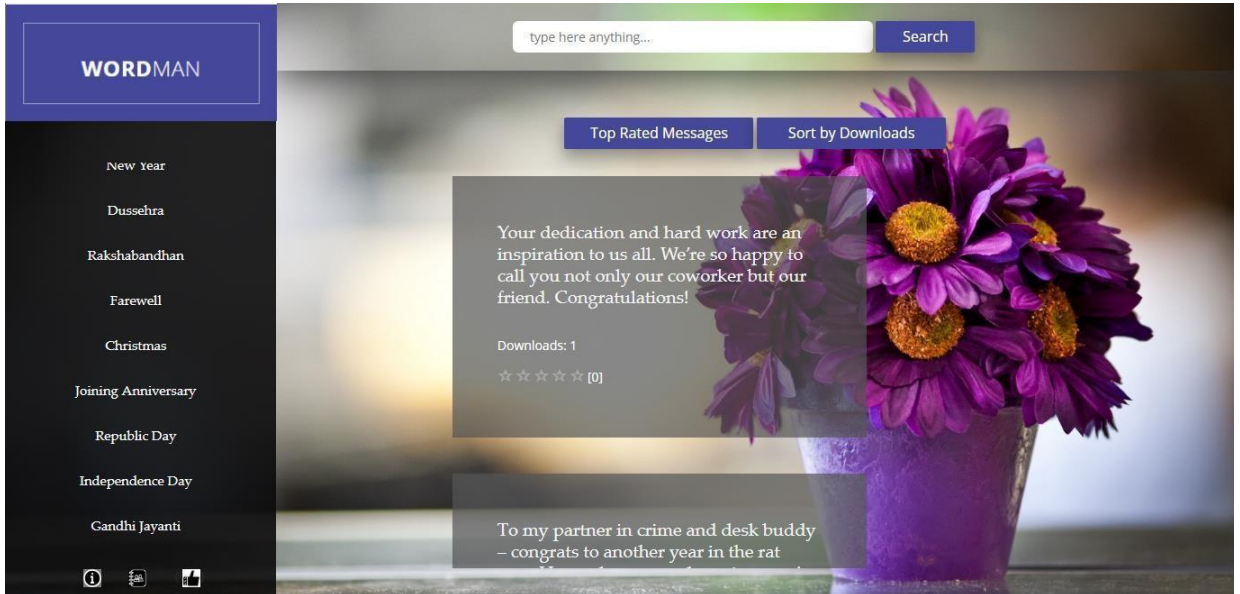 WORDMAN
type here anything...
Search
New Year
Dussehra
Rakshabandhan
Farewell
Christmas
Joining Anniversary
Republic Day
Independence Day
Gandhi Jayanti
Top Rated Messages
Sort by Downloads
Your dedication and hard work are an
inspiration to us all. We’re so happy to
call you not only our coworker but our
friend. Congratulations!
Downloads: 1
☆☆☆☆☆[0]
To my partner in crime and desk buddy
– congrats to another year in the rat